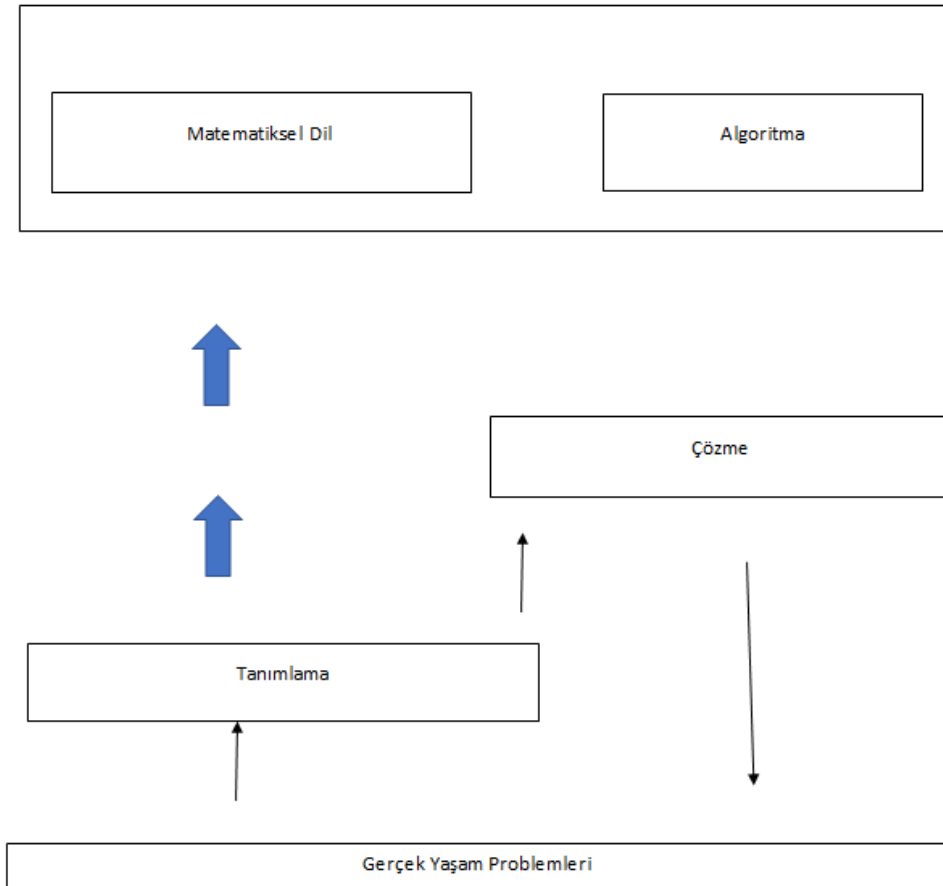 Matematiksel Dil
Algoritma
Çözme
Tanımlama
Gerçek Yaşam Problemleri